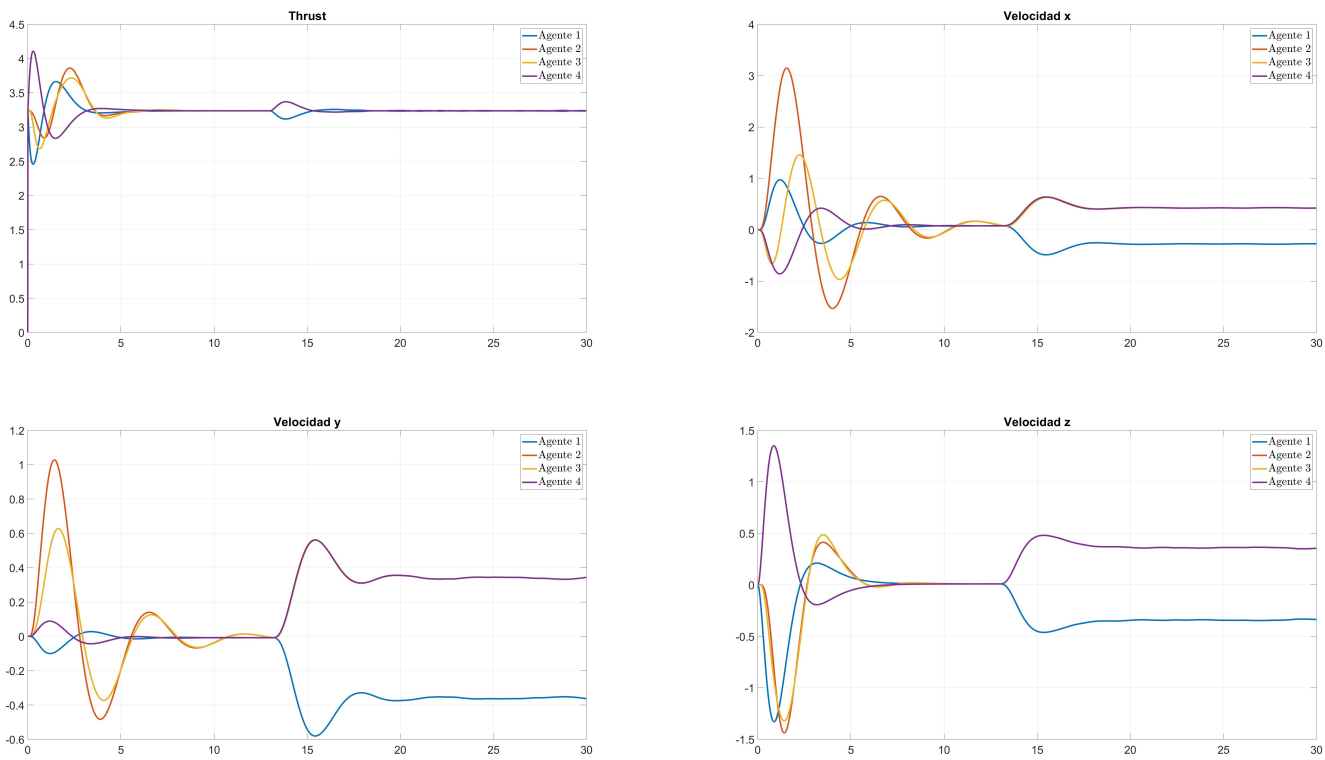 Thrust
4.5
4
3.5
3
2.5
2
1.5
1
0.5
0
0 5 10 15 20 25 30
Agente 1
Agente 2
Agente 3
Agente 4
Velocidad x
4
3
2
1
0
-1
-2
0 5 10 15 20 25 30
Agente 1
Agente 2
Agente 3
Agente 4
Velocidad y
1.2
1
0.8
0.6
0.4
0.2
0
-0.2
-0.4
-0.6
0 5 10 15 20 25 30
Agente 1
Agente 2
Agente 3
Agente 4
Velocidad z
1.5
1
0.5
0
-0.5
-1
-1.5
0 5 10 15 20 25 30
Agente 1
Agente 2
Agente 3
Agente 4